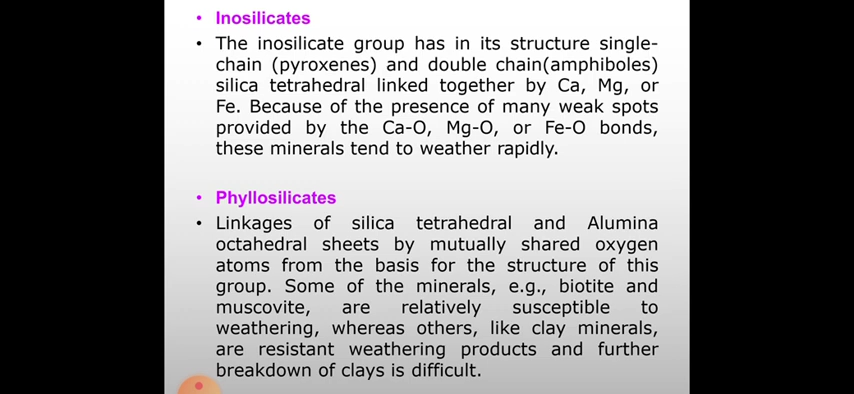 • Inosilicates
• The inosilicate group has in its structure single-
chain (pyroxenes) and double chain(amphiboles)
silica tetrahedral linked together by Ca, Mg, or
Fe. Because of the presence of many weak spots
provided by the Ca-O, Mg-O, or Fe-O bonds,
these minerals tend to weather rapidly.
• Phyllosilicates
• Linkages of silica tetrahedral and Alumina
octahedral sheets by mutually shared oxygen
atoms from the basis for the structure of this
group. Some of the minerals, e.g., biotite and
muscovite, are relatively susceptible to
weathering, whereas others, like clay minerals,
are resistant weathering products and further
breakdown of clays is difficult.